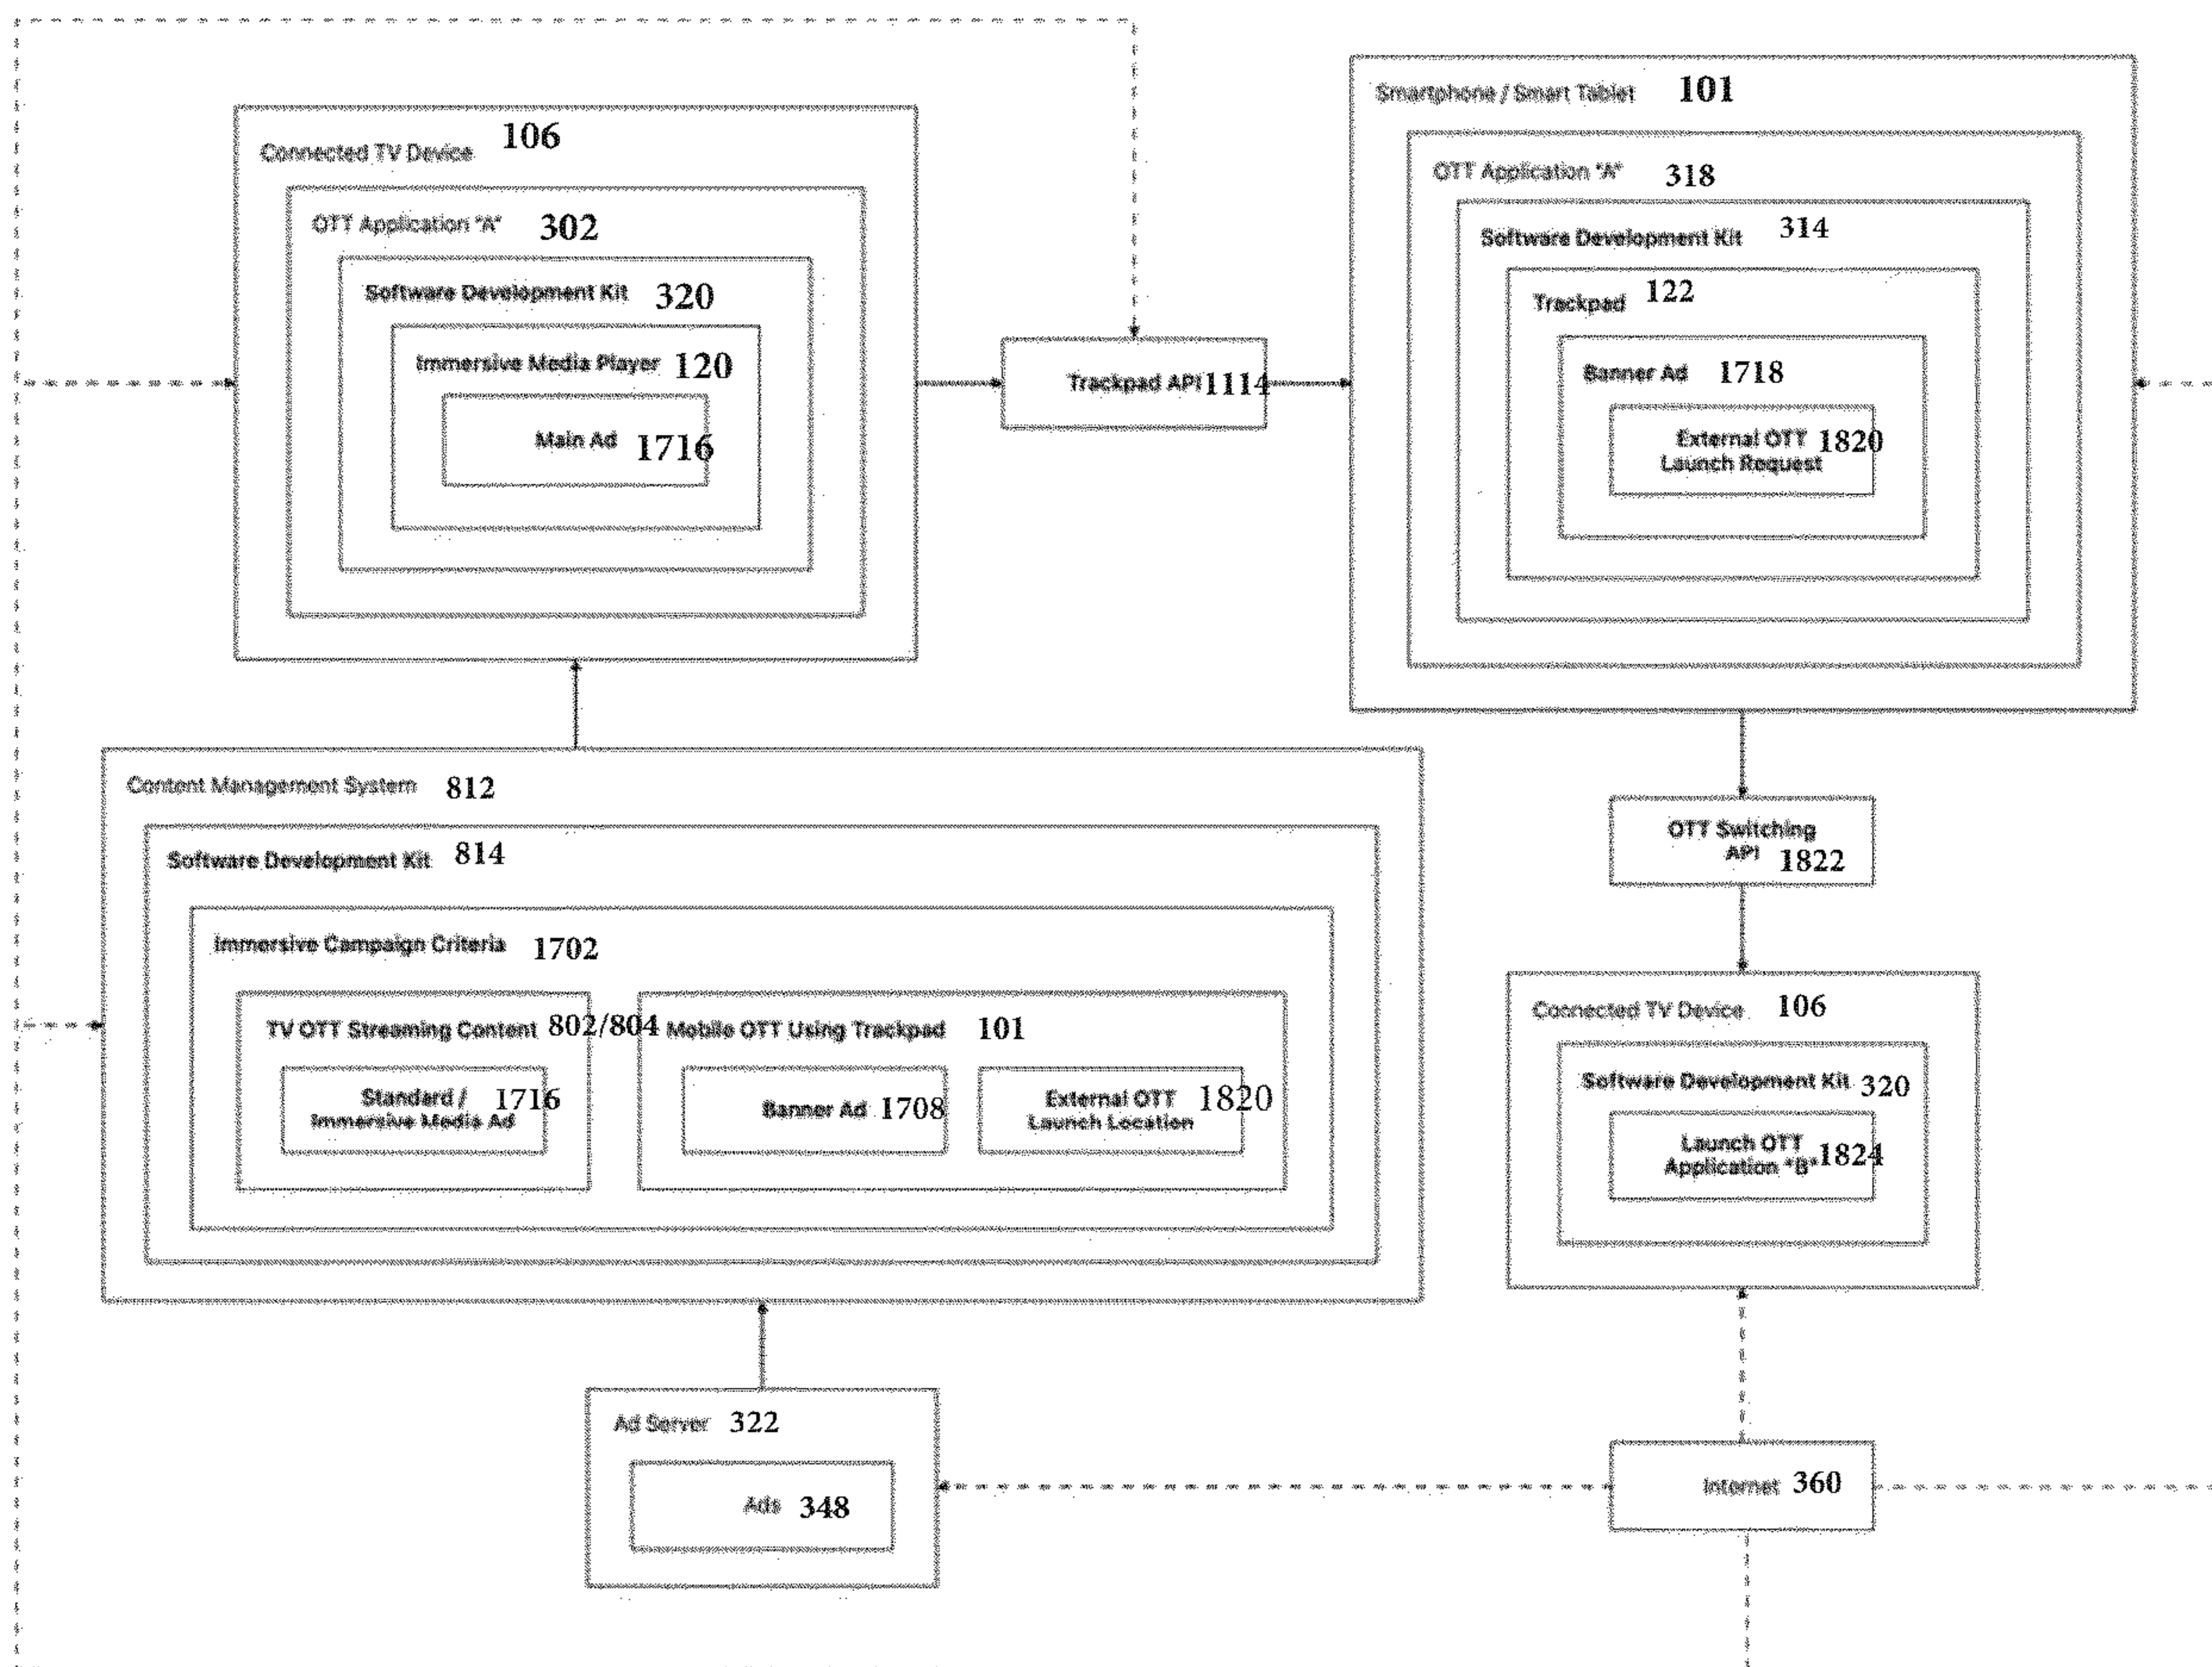 Connected TV Device 106
OTT Application "A" 302
Software Development Kit 320
Immersive Media Player 120
Main Ad 1716
Trackpad API 1114
Smartphone / Smart Tablet 101
OTT Application "A" 318
Software Development Kit 314
Trackpad 122
Banner Ad 1718
External OTT 1820
Launch Request
Content Management System 812
Software Development Kit 814
Immersive Campaign Criteria 1702
TV OTT Streaming Content 802/804
Standard / 1716
Immersive Media Ad
Mobile OTT Using Trackpad 101
Banner Ad 1708
External OTT 1820
Launch Location
OTT Switching
API 1822
Connected TV Device 106
Software Development Kit 320
Launch OTT
Application "B" 1824
Ad Server 322
Ads 348
Internet 360